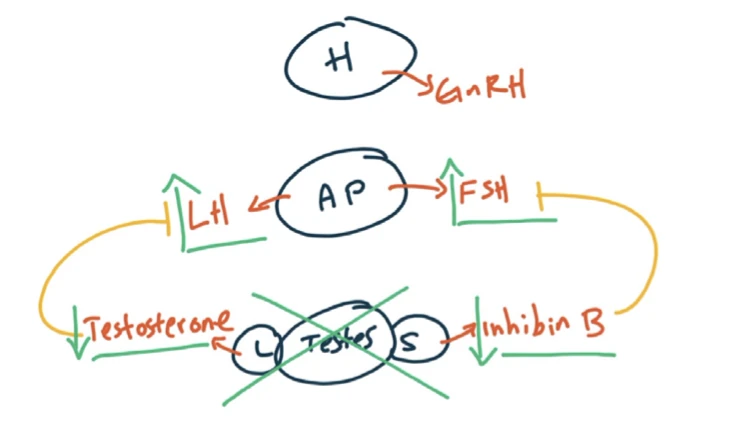 H
GnRH
LH
AP
FSH
Testosterone
L
Testes
S
Inhibin B